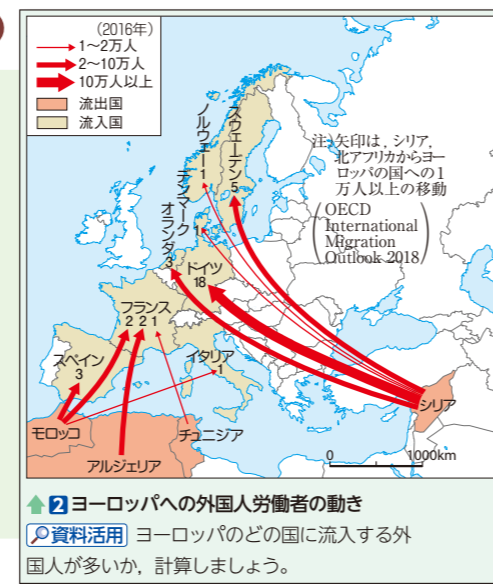 (2016年)
1〜2万人
2〜10万人
10万人以上
流出国
流入国
ノルウェー
1
スウェーデン
5
注)矢印は，シリア，
北アフリカからヨー
ロッパの国への1
万人以上の移動
(OECD
International
Migration
Outlook 2018)
デンマーク
1
オランダ
3
ドイツ
18
フランス
2 2 1
スペイン
3
イタリア
1
シリア
モロッコ
チュニジア
アルジェリア
0 1000km
2 ヨーロッパへの外国人労働者の動き
資料活用 ヨーロッパのどの国に流入する外
国人が多いか，計算しましょう。